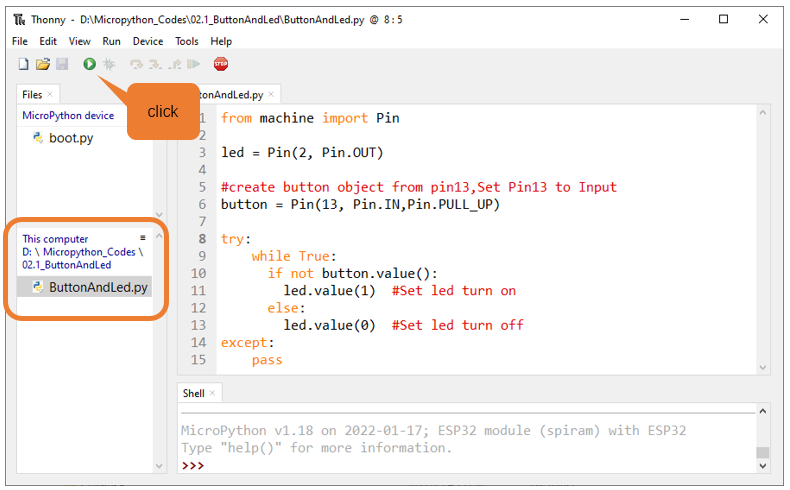 Thonny - D:\Micropython_Codes\02.1_ButtonAndLed\ButtonAndLed.py @ 8:5
File Edit View Run Device Tools Help
STOP
click
Files
MicroPython device
boot.py
This computer
D: \ Micropython_Codes \
02.1_ButtonAndLed
ButtonAndLed.py
tonAndLed.py
1 from machine import Pin
2
3 led = Pin(2, Pin.OUT)
4
5 #create button object from pin13,Set Pin13 to Input
6 button = Pin(13, Pin.IN,Pin.PULL_UP)
7
8 try:
9     while True:
10       if not button.value():
11         led.value(1)  #Set led turn on
12       else:
13         led.value(0)  #Set led turn off
14 except:
15     pass
Shell
MicroPython v1.18 on 2022-01-17; ESP32 module (spiram) with ESP32
Type "help()" for more information.
>>>